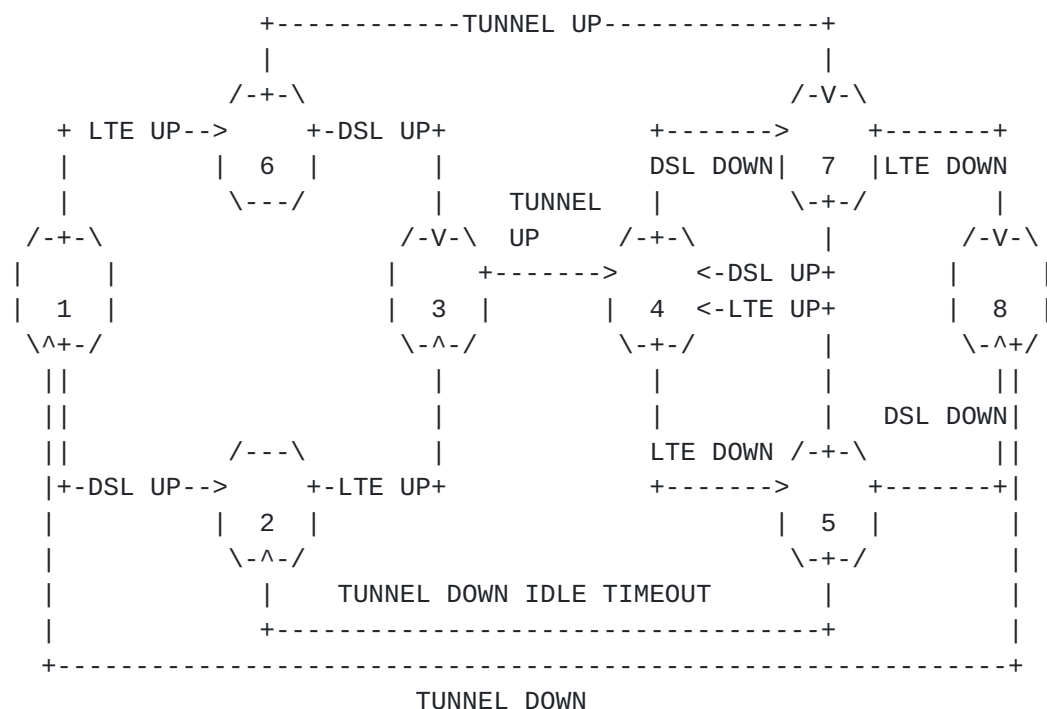 +------------TUNNEL UP--------------+
|                                   |
/-+-\                               /-V-\
+ LTE UP-->     +-DSL UP+             +------->     +-------+
|         |  6  |       |             DSL DOWN|  7  |LTE DOWN
|          \---/        |    TUNNEL   |        \-+-/        |
/-+-\                  /-V-\  UP     /-+-\        |        /-V-\
|     |                |     +------->     <-DSL UP+       |     |
|  1  |                |  3  |       |  4  <-LTE UP+       |  8  |
\^+-/                  \-^-/         \-+-/        |        \-^+/
||                       |             |          |          ||
||                       |             |          |   DSL DOWN|
||          /---\        |             LTE DOWN /-+-\        ||
|+-DSL UP-->     +-LTE UP+             +------->     +-------+|
|          |  2  |                             |  5  |        |
|           \-^-/                               \-+-/         |
|             |    TUNNEL DOWN IDLE TIMEOUT       |           |
|             +-----------------------------------+           |
+-------------------------------------------------------------+
TUNNEL DOWN